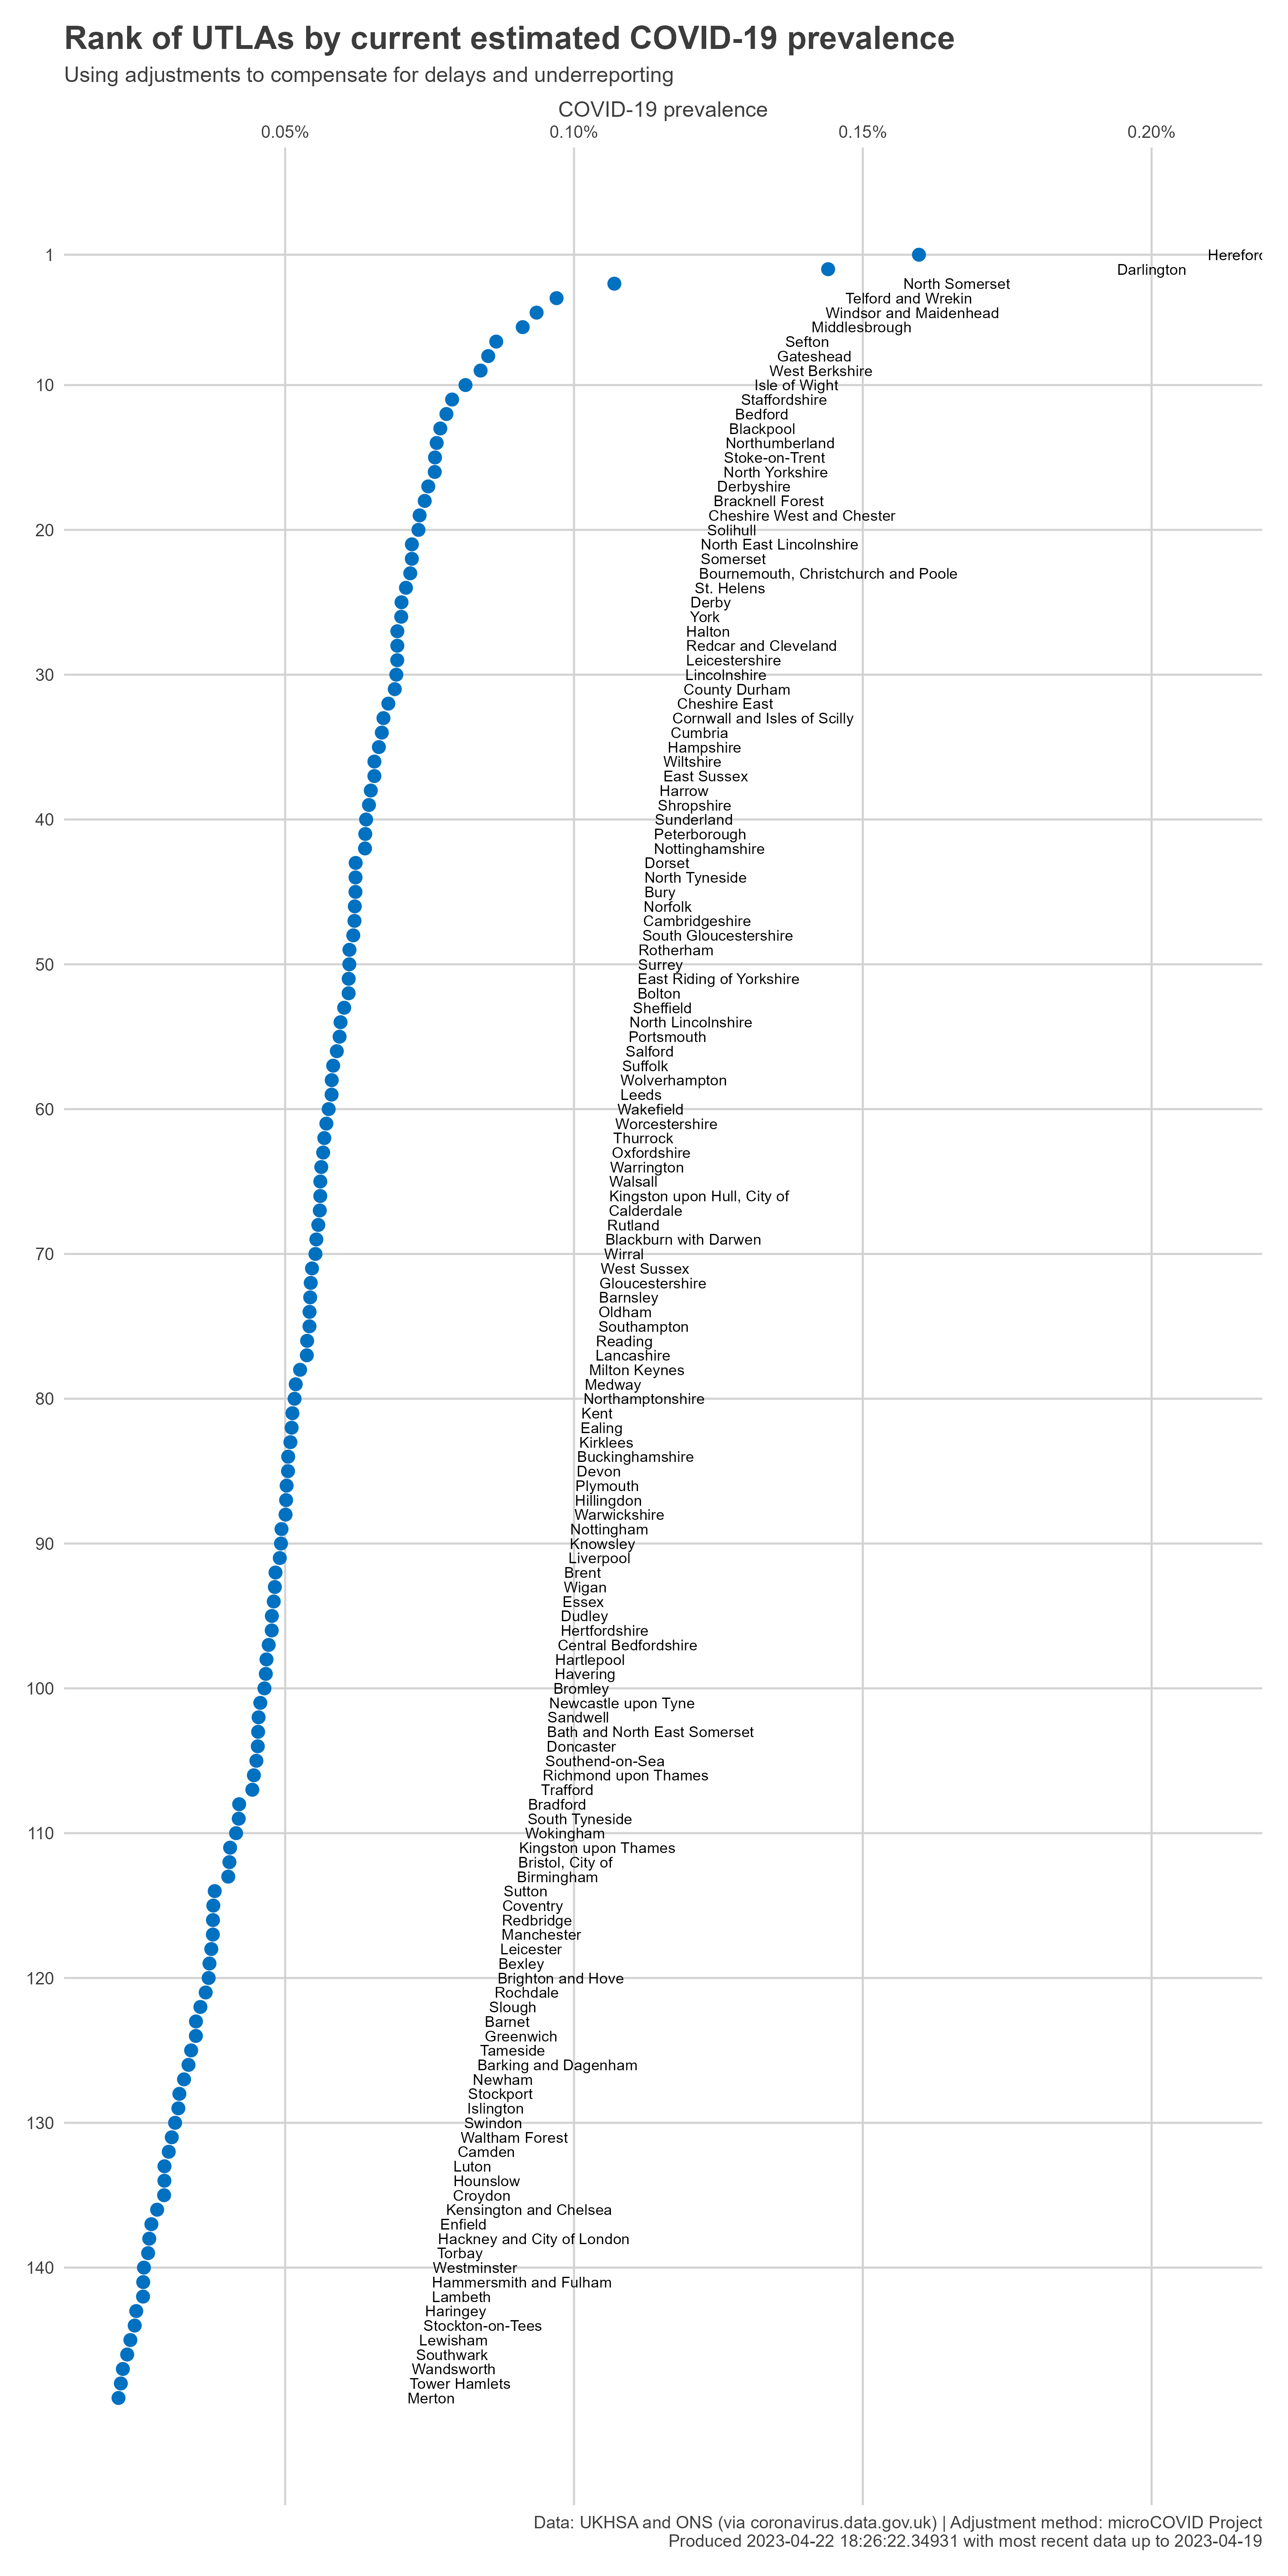 Rank of UTLAs by current estimated COVID-19 prevalence
Using adjustments to compensate for delays and underreporting
COVID-19 prevalence
0.05% 0.10% 0.15% 0.20%
1 Hereford
Darlington
North Somerset
Telford and Wrekin
Windsor and Maidenhead
Middlesbrough
Sefton
Gateshead
West Berkshire
10 Isle of Wight
Staffordshire
Bedford
Blackpool
Northumberland
Stoke-on-Trent
North Yorkshire
Derbyshire
Bracknell Forest
Cheshire West and Chester
20 Solihull
North East Lincolnshire
Somerset
Bournemouth, Christchurch and Poole
St. Helens
Derby
York
Halton
Redcar and Cleveland
Leicestershire
30 Lincolnshire
County Durham
Cheshire East
Cornwall and Isles of Scilly
Cumbria
Hampshire
Wiltshire
East Sussex
Harrow
Shropshire
40 Sunderland
Peterborough
Nottinghamshire
Dorset
North Tyneside
Bury
Norfolk
Cambridgeshire
South Gloucestershire
Rotherham
50 Surrey
East Riding of Yorkshire
Bolton
Sheffield
North Lincolnshire
Portsmouth
Salford
Suffolk
Wolverhampton
Leeds
60 Wakefield
Worcestershire
Thurrock
Oxfordshire
Warrington
Walsall
Kingston upon Hull, City of
Calderdale
Rutland
Blackburn with Darwen
70 Wirral
West Sussex
Gloucestershire
Barnsley
Oldham
Southampton
Reading
Lancashire
Milton Keynes
Medway
80 Northamptonshire
Kent
Ealing
Kirklees
Buckinghamshire
Devon
Plymouth
Hillingdon
Warwickshire
Nottingham
90 Knowsley
Liverpool
Brent
Wigan
Essex
Dudley
Hertfordshire
Central Bedfordshire
Hartlepool
Havering
100 Bromley
Newcastle upon Tyne
Sandwell
Bath and North East Somerset
Doncaster
Southend-on-Sea
Richmond upon Thames
Trafford
Bradford
South Tyneside
110 Wokingham
Kingston upon Thames
Bristol, City of
Birmingham
Sutton
Coventry
Redbridge
Manchester
Leicester
Bexley
120 Brighton and Hove
Rochdale
Slough
Barnet
Greenwich
Tameside
Barking and Dagenham
Newham
Stockport
Islington
130 Swindon
Waltham Forest
Camden
Luton
Hounslow
Croydon
Kensington and Chelsea
Enfield
Hackney and City of London
Torbay
140 Westminster
Hammersmith and Fulham
Lambeth
Haringey
Stockton-on-Tees
Lewisham
Southwark
Wandsworth
Tower Hamlets
Merton
Data: UKHSA and ONS (via coronavirus.data.gov.uk) | Adjustment method: microCOVID Project
Produced 2023-04-22 18:26:22.34931 with most recent data up to 2023-04-19